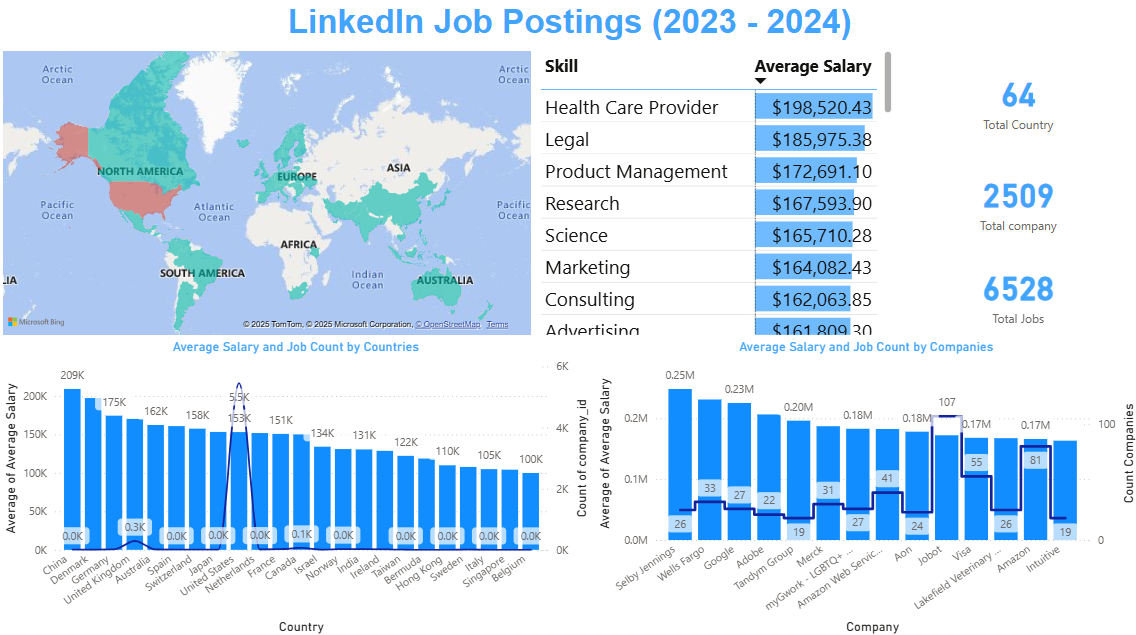 LinkedIn Job Postings (2023 - 2024)
Arctic
Ocean
Arctic
Ocean
NORTH AMERICA
EUROPE
ASIA
Pacific
Ocean
Atlantic
Ocean
Pacific
Ocean
AFRICA
SOUTH AMERICA
Indian
Ocean
AUSTRALIA
LIA
Microsoft Bing
© 2025 TomTom, © 2025 Microsoft Corporation, © OpenStreetMap Terms
Skill Average Salary
Health Care Provider $198,520.43
Legal $185,975.38
Product Management $172,691.10
Research $167,593.90
Science $165,710.28
Marketing $164,082.43
Consulting $162,063.85
Advertising $161,809.30
64
Total Country
2509
Total company
6528
Total Jobs
Average Salary and Job Count by Countries
Average of Average Salary
200K
150K
100K
50K
0K
209K
175K
162K
158K
5.5K
153K
151K
134K
131K
122K
110K
105K
100K
0.0K
0.3K
0.0K
0.0K
0.0K
0.1K
0.0K
0.0K
0.0K
0.0K
0.0K
6K
4K
2K
0K
Count of company_id
China
Denmark
Germany
United Kingdom
Australia
Spain
Switzerland
Japan
United States
Netherlands
France
Canada
Israel
Norway
India
Ireland
Taiwan
Bermuda
Hong Kong
Sweden
Italy
Singapore
Belgium
Country
Average Salary and Job Count by Companies
Average of Average Salary
0.2M
0.1M
0.0M
0.25M
0.23M
0.20M
0.18M
0.18M
107
0.17M
0.17M
26
33
27
22
19
31
27
41
24
55
26
81
19
100
0
Count Companies
Selby Jennings
Wells Fargo
Google
Adobe
Tandym Group
Merck
myGwork - LGBTQ+ ...
Amazon Web Servic...
Aon
Jobot
Visa
Lakefield Veterinary ...
Amazon
Intuitive
Company